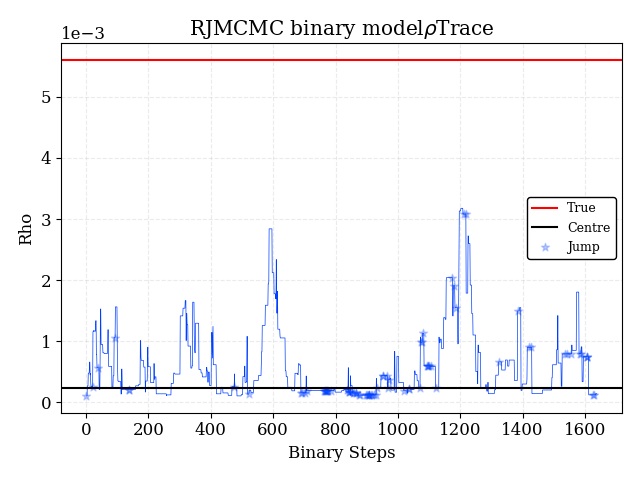 RJMCMC binary modelρTrace
1e−3
5
4
3
2
1
0
Rho
True
Centre
Jump
0 200 400 600 800 1000 1200 1400 1600
Binary Steps